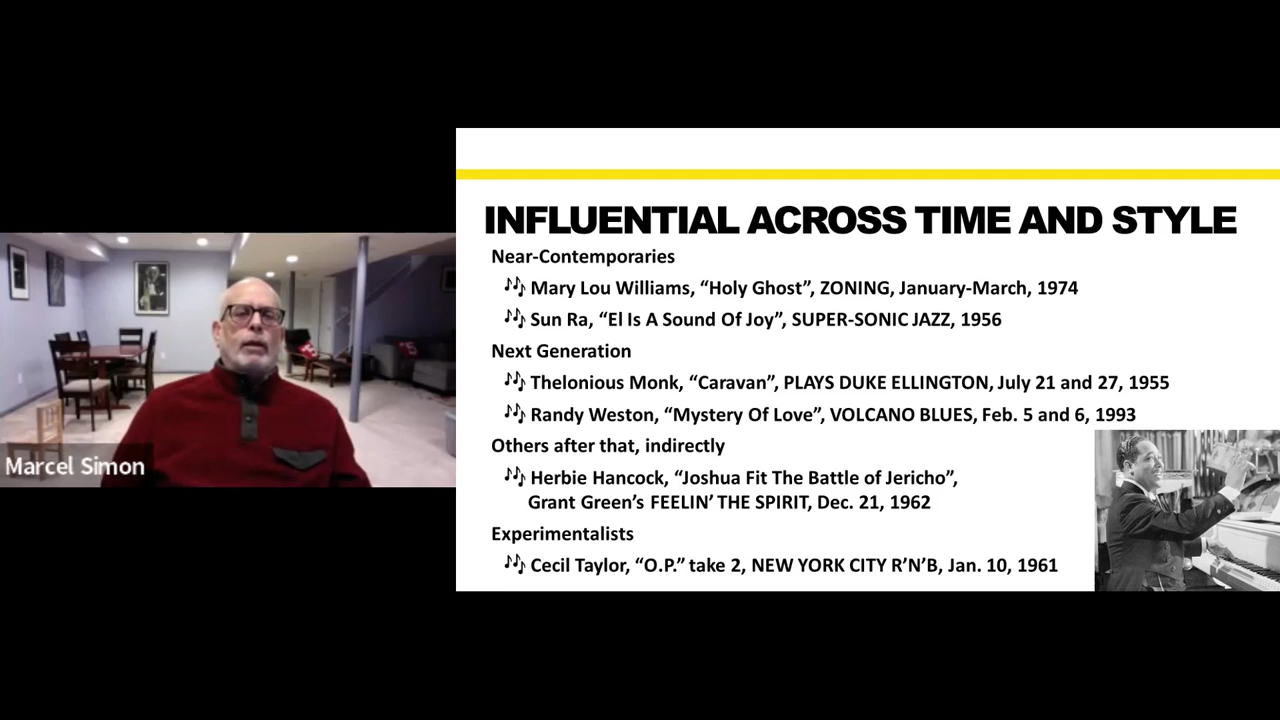 INFLUENTIAL ACROSS TIME AND STYLE
Near-Contemporaries
Mary Lou Williams, “Holy Ghost”, ZONING, January-March, 1974
Sun Ra, “El Is A Sound Of Joy”, SUPER-SONIC JAZZ, 1956
Next Generation
Thelonious Monk, “Caravan”, PLAYS DUKE ELLINGTON, July 21 and 27, 1955
Randy Weston, “Mystery Of Love”, VOLCANO BLUES, Feb. 5 and 6, 1993
Others after that, indirectly
Herbie Hancock, “Joshua Fit The Battle of Jericho”,
Grant Green’s FEELIN’ THE SPIRIT, Dec. 21, 1962
Experimentalists
Cecil Taylor, “O.P.” take 2, NEW YORK CITY R’N’B, Jan. 10, 1961
Marcel Simon